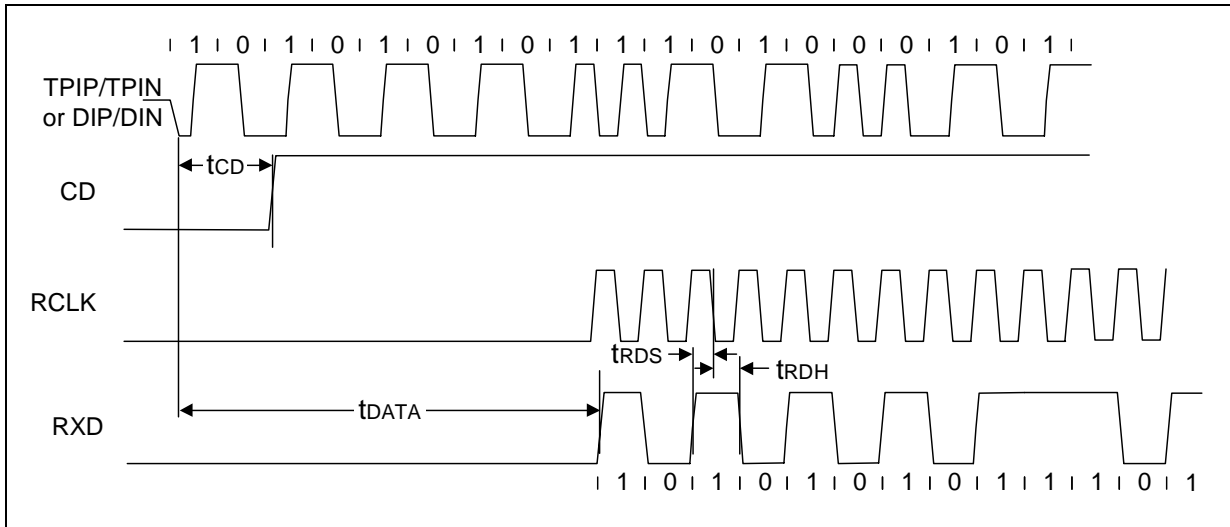 I 1 I 0 I 1 I 0 I 1 I 0 I 1 I 0 I 1 I 1 I 1 I 0 I 1 I 0 I 0 I 0 I 1 I 0 I 1 I
TPIP/TPIN
or DIP/DIN
tCD
CD
RCLK
tRDS
tRDH
tDATA
RXD
I 1 I 0 I 1 I 0 I 1 I 0 I 1 I 0 I 1 I 1 I 1 I 0 I 1